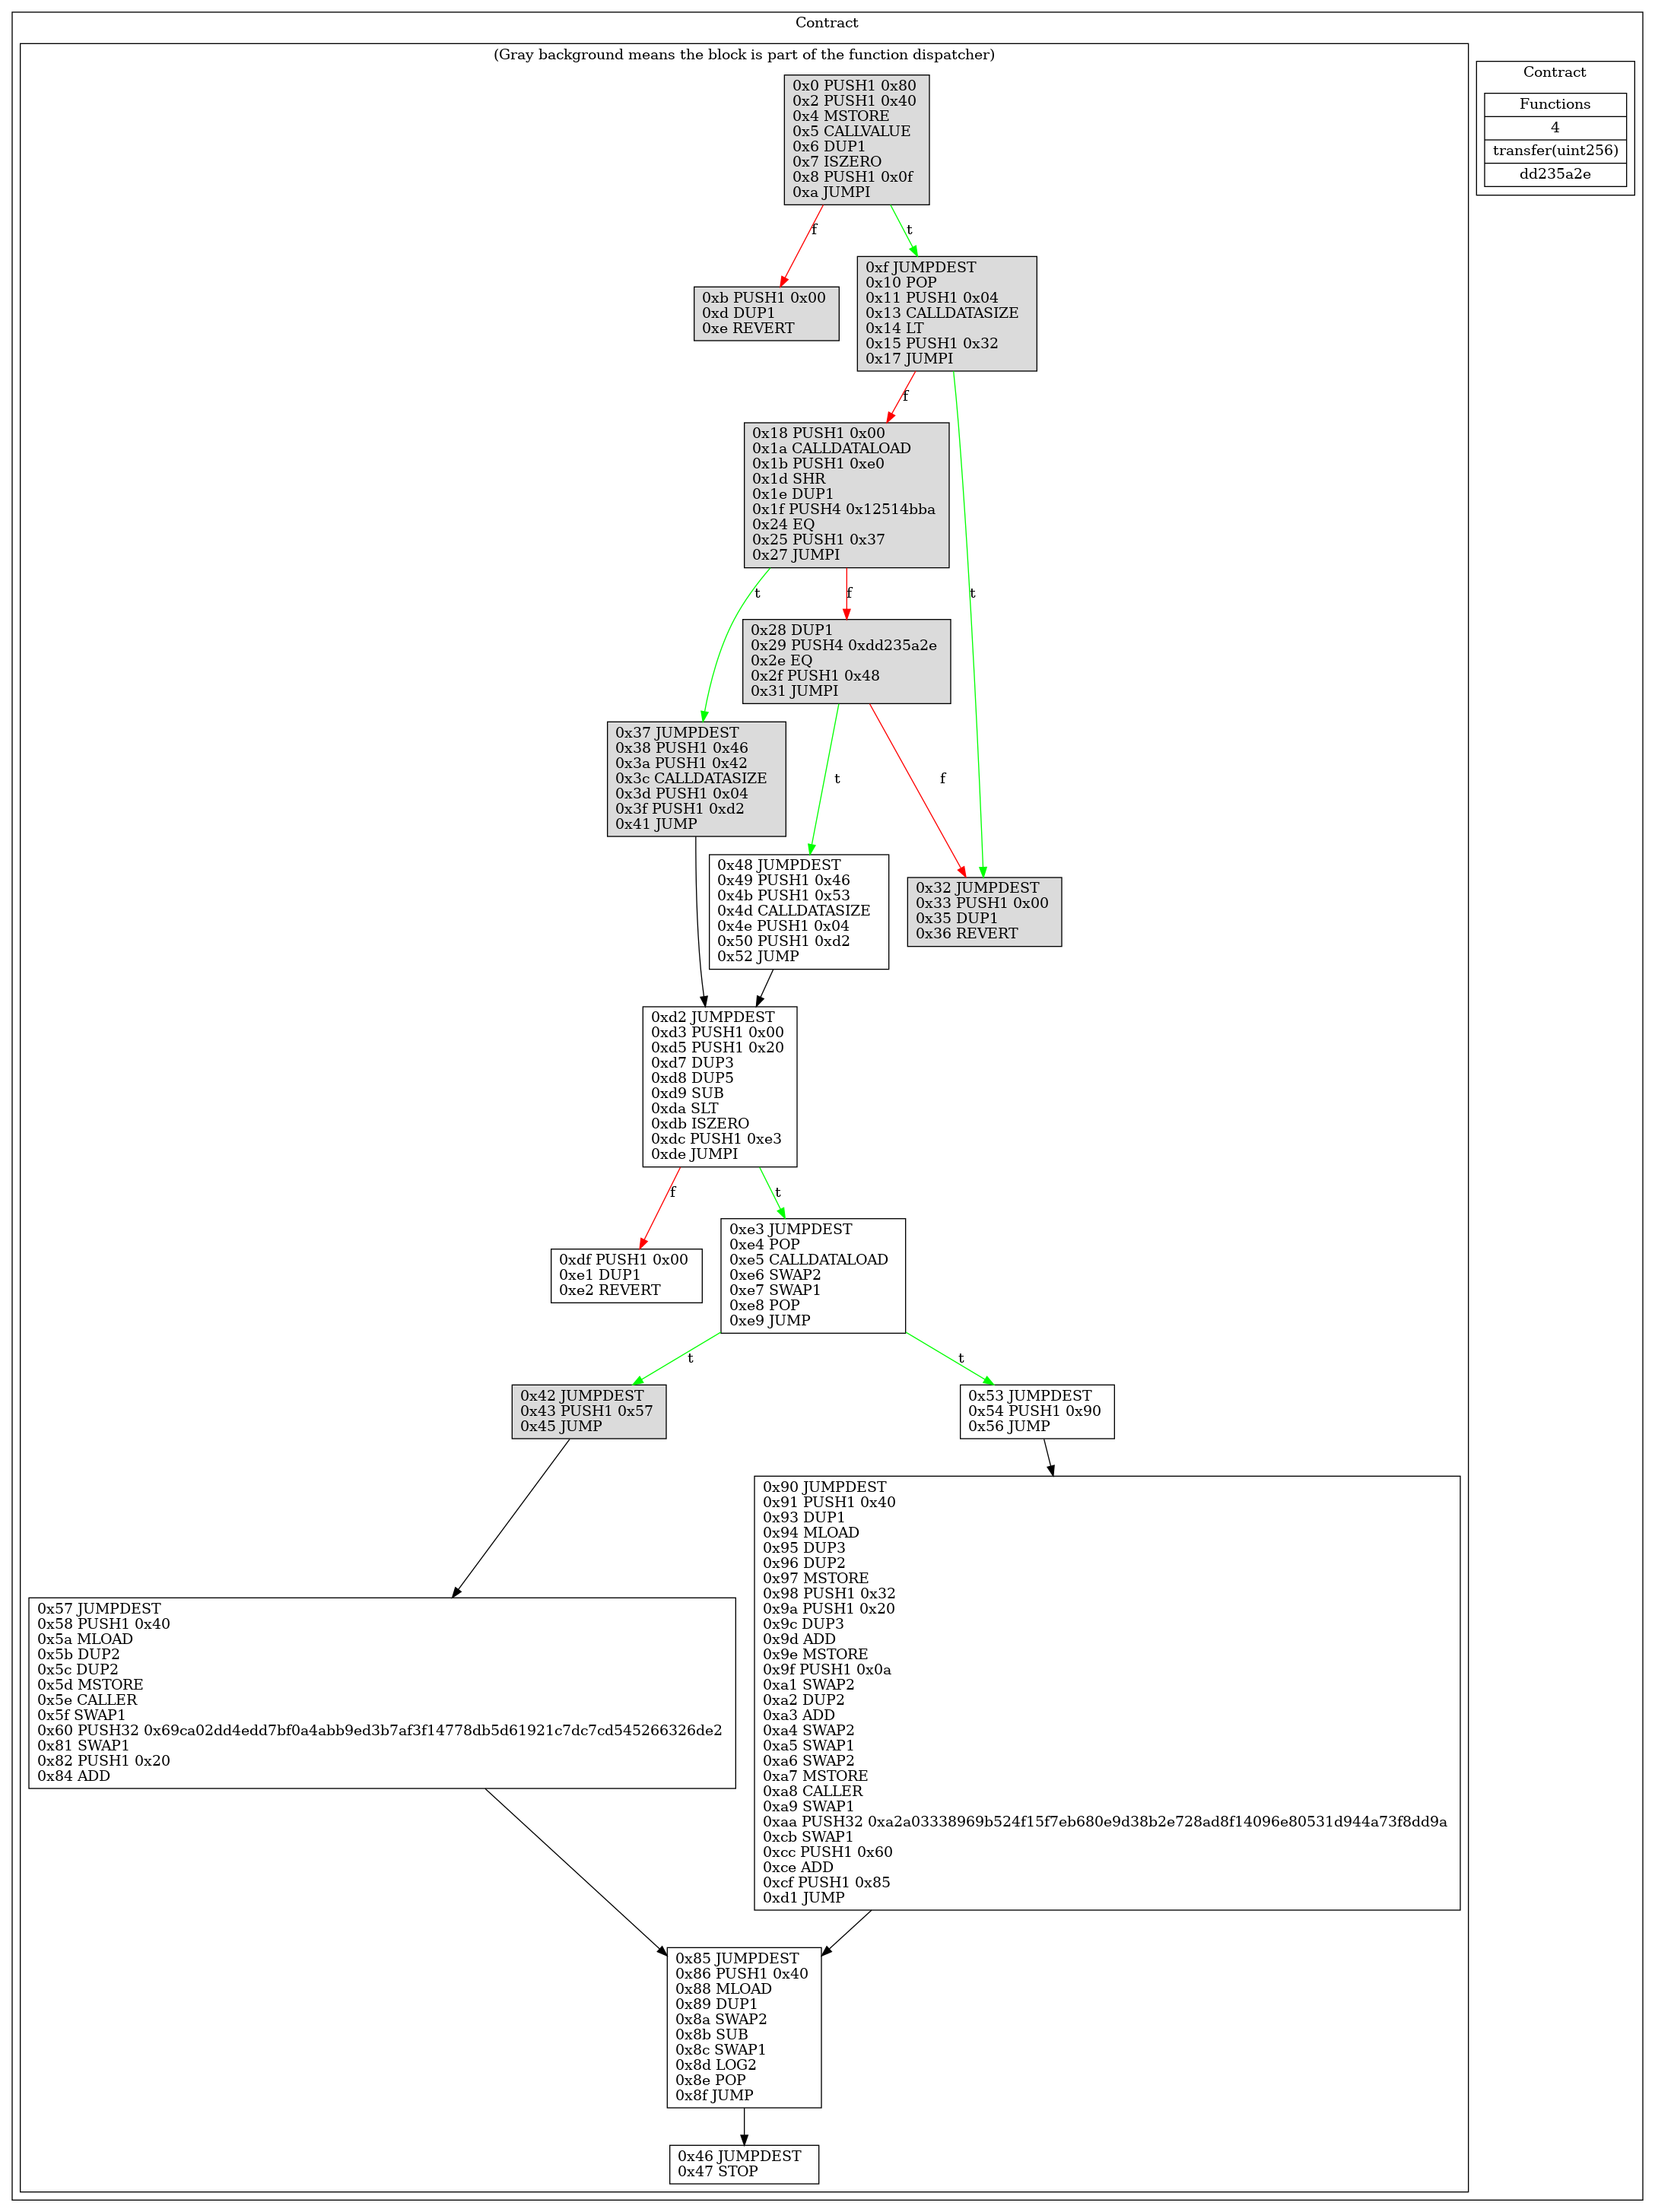 Contract
(Gray background means the block is part of the function dispatcher)
0x0 PUSH1 0x80
0x2 PUSH1 0x40
0x4 MSTORE
0x5 CALLVALUE
0x6 DUP1
0x7 ISZERO
0x8 PUSH1 0x0f
0xa JUMPI
f
t
0xb PUSH1 0x00
0xd DUP1
0xe REVERT
0xf JUMPDEST
0x10 POP
0x11 PUSH1 0x04
0x13 CALLDATASIZE
0x14 LT
0x15 PUSH1 0x32
0x17 JUMPI
f
t
0x18 PUSH1 0x00
0x1a CALLDATALOAD
0x1b PUSH1 0xe0
0x1d SHR
0x1e DUP1
0x1f PUSH4 0x12514bba
0x24 EQ
0x25 PUSH1 0x37
0x27 JUMPI
t
f
0x28 DUP1
0x29 PUSH4 0xdd235a2e
0x2e EQ
0x2f PUSH1 0x48
0x31 JUMPI
t
f
0x37 JUMPDEST
0x38 PUSH1 0x46
0x3a PUSH1 0x42
0x3c CALLDATASIZE
0x3d PUSH1 0x04
0x3f PUSH1 0xd2
0x41 JUMP
0x48 JUMPDEST
0x49 PUSH1 0x46
0x4b PUSH1 0x53
0x4d CALLDATASIZE
0x4e PUSH1 0x04
0x50 PUSH1 0xd2
0x52 JUMP
0x32 JUMPDEST
0x33 PUSH1 0x00
0x35 DUP1
0x36 REVERT
0xd2 JUMPDEST
0xd3 PUSH1 0x00
0xd5 PUSH1 0x20
0xd7 DUP3
0xd8 DUP5
0xd9 SUB
0xda SLT
0xdb ISZERO
0xdc PUSH1 0xe3
0xde JUMPI
f
t
0xdf PUSH1 0x00
0xe1 DUP1
0xe2 REVERT
0xe3 JUMPDEST
0xe4 POP
0xe5 CALLDATALOAD
0xe6 SWAP2
0xe7 SWAP1
0xe8 POP
0xe9 JUMP
t
t
0x42 JUMPDEST
0x43 PUSH1 0x57
0x45 JUMP
0x53 JUMPDEST
0x54 PUSH1 0x90
0x56 JUMP
0x57 JUMPDEST
0x58 PUSH1 0x40
0x5a MLOAD
0x5b DUP2
0x5c DUP2
0x5d MSTORE
0x5e CALLER
0x5f SWAP1
0x60 PUSH32 0x69ca02dd4edd7bf0a4abb9ed3b7af3f14778db5d61921c7dc7cd545266326de2
0x81 SWAP1
0x82 PUSH1 0x20
0x84 ADD
0x90 JUMPDEST
0x91 PUSH1 0x40
0x93 DUP1
0x94 MLOAD
0x95 DUP3
0x96 DUP2
0x97 MSTORE
0x98 PUSH1 0x32
0x9a PUSH1 0x20
0x9c DUP3
0x9d ADD
0x9e MSTORE
0x9f PUSH1 0x0a
0xa1 SWAP2
0xa2 DUP2
0xa3 ADD
0xa4 SWAP2
0xa5 SWAP1
0xa6 SWAP2
0xa7 MSTORE
0xa8 CALLER
0xa9 SWAP1
0xaa PUSH32 0xa2a03338969b524f15f7eb680e9d38b2e728ad8f14096e80531d944a73f8dd9a
0xcb SWAP1
0xcc PUSH1 0x60
0xce ADD
0xcf PUSH1 0x85
0xd1 JUMP
0x85 JUMPDEST
0x86 PUSH1 0x40
0x88 MLOAD
0x89 DUP1
0x8a SWAP2
0x8b SUB
0x8c SWAP1
0x8d LOG2
0x8e POP
0x8f JUMP
0x46 JUMPDEST
0x47 STOP
Contract
Functions
4
transfer(uint256)
dd235a2e